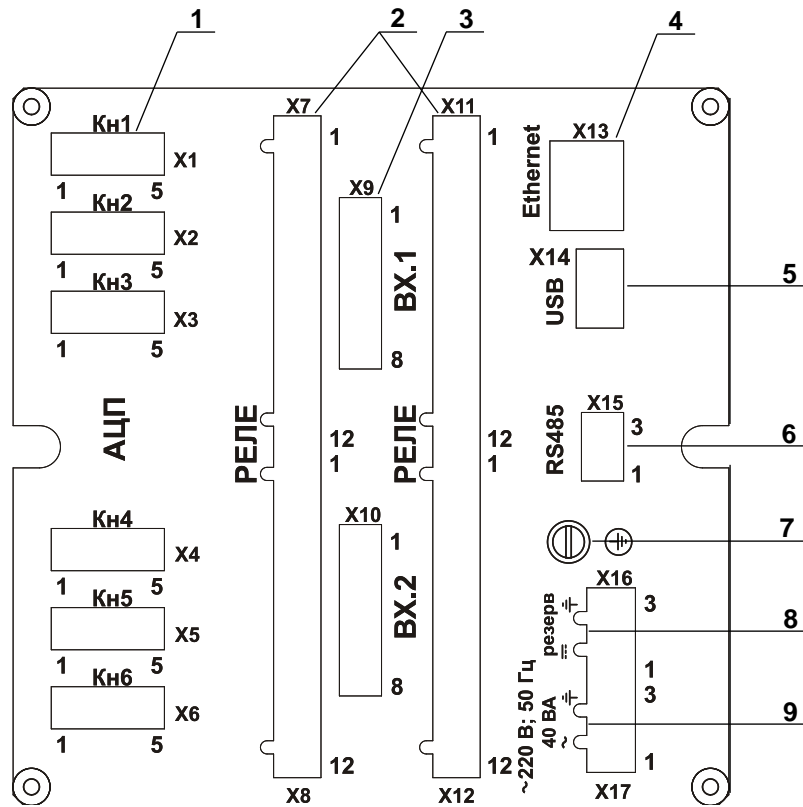 1
2
3
4
Кн1
X1
1 5
Кн2
X2
1 5
Кн3
X3
1 5
АЦП
Кн4
X4
1 5
Кн5
X5
1 5
Кн6
X6
1 5
X7
1
РЕЛЕ
12
1
12
X8
X9
1
ВХ.1
8
X10
1
ВХ.2
8
X11
1
РЕЛЕ
12
1
12
X12
X13
Ethernet
X14
USB
5
X15
RS485
3
1
6
7
X16
3
резерв
1
8
3
~220 В; 50 Гц
40 ВА
~
1
X17
9